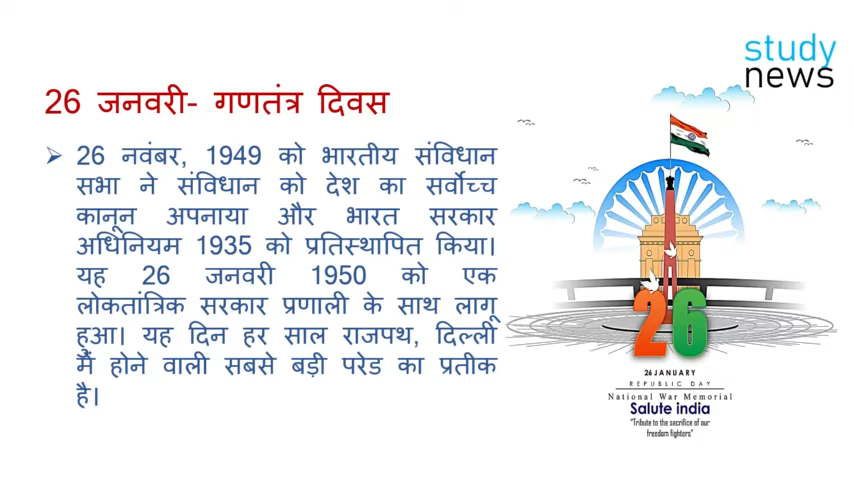 study
news
26 जनवरी- गणतंत्र दिवस
➢ 26 नवंबर, 1949 को भारतीय संविधान
सभा ने संविधान को देश का सर्वोच्च
कानून अपनाया और भारत सरकार
अधिनियम 1935 को प्रतिस्थापित किया।
यह 26 जनवरी 1950 को एक
लोकतांत्रिक सरकार प्रणाली के साथ लागू
हुआ। यह दिन हर साल राजपथ, दिल्ली
में होने वाली सबसे बड़ी परेड का प्रतीक
है।
26
26 JANUARY
REPUBLIC DAY
National War Memorial
Salute india
"Tribute to the sacrifice of our
freedom fighters"